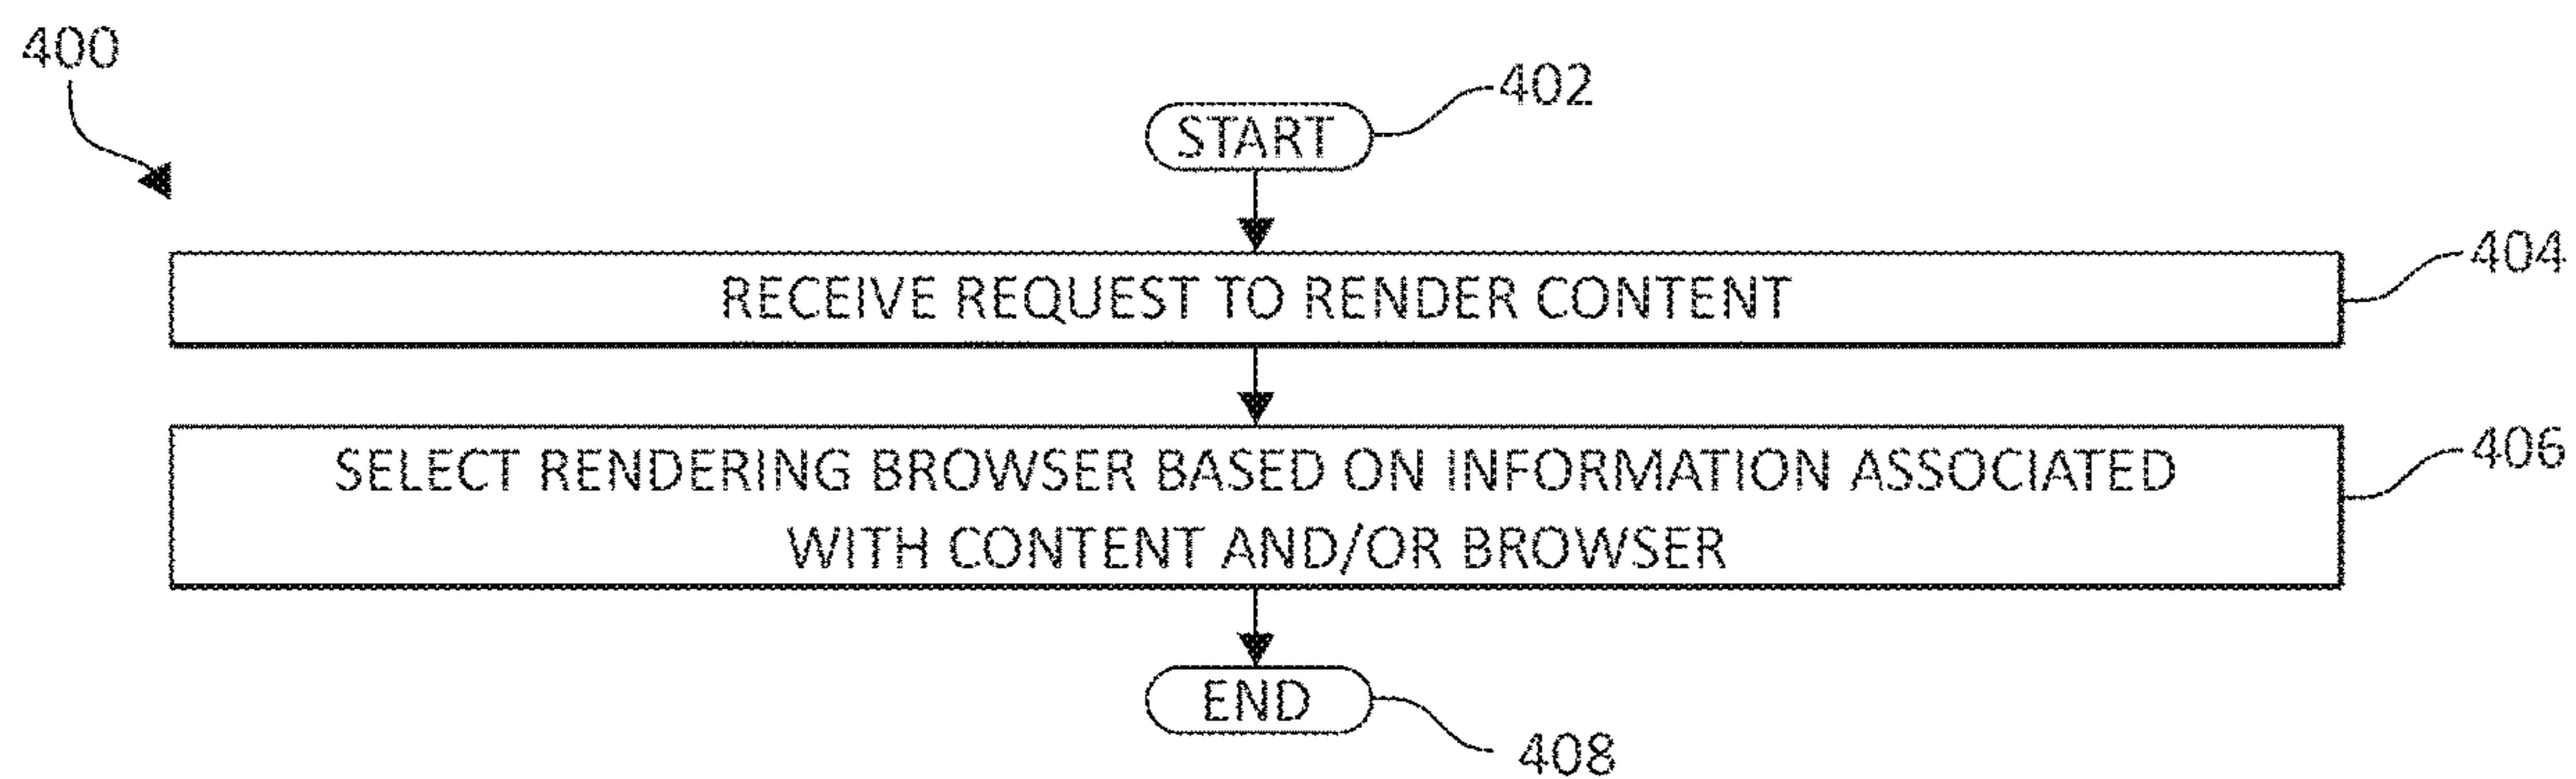 400
START
402
RECEIVE REQUEST TO RENDER CONTENT
404
SELECT RENDERING BROWSER BASED ON INFORMATION ASSOCIATED
WITH CONTENT AND/OR BROWSER
406
END
408